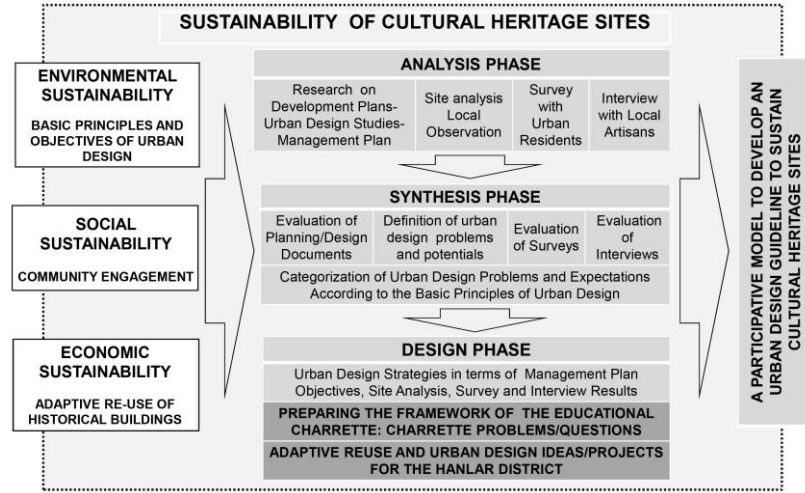 SUSTAINABILITY OF CULTURAL HERITAGE SITES
ENVIRONMENTAL
SUSTAINABILITY
BASIC PRINCIPLES AND
OBJECTIVES OF URBAN
DESIGN
SOCIAL
SUSTAINABILITY
COMMUNITY ENGAGEMENT
ECONOMIC
SUSTAINABILITY
ADAPTIVE RE-USE OF
HISTORICAL BUILDINGS
ANALYSIS PHASE
Research on
Development Plans-
Urban Design Studies-
Management Plan
Site analysis
Local
Observation
Survey
with
Urban
Residents
Interview
with Local
Artisans
SYNTHESIS PHASE
Evaluation of
Planning/Design
Documents
Definition of urban
design problems
and potentials
Evaluation
of Surveys
Evaluation
of
Interviews
Categorization of Urban Design Problems and Expectations
According to the Basic Principles of Urban Design
DESIGN PHASE
Urban Design Strategies in terms of Management Plan
Objectives, Site Analysis, Survey and Interview Results
PREPARING THE FRAMEWORK OF THE EDUCATIONAL
CHARRETTE: CHARRETTE PROBLEMS/QUESTIONS
ADAPTIVE REUSE AND URBAN DESIGN IDEAS/PROJECTS
FOR THE HANLAR DISTRICT
A PARTICIPATIVE MODEL TO DEVELOP AN
URBAN DESIGN GUIDELINE TO SUSTAIN
CULTURAL HERITAGE SITES